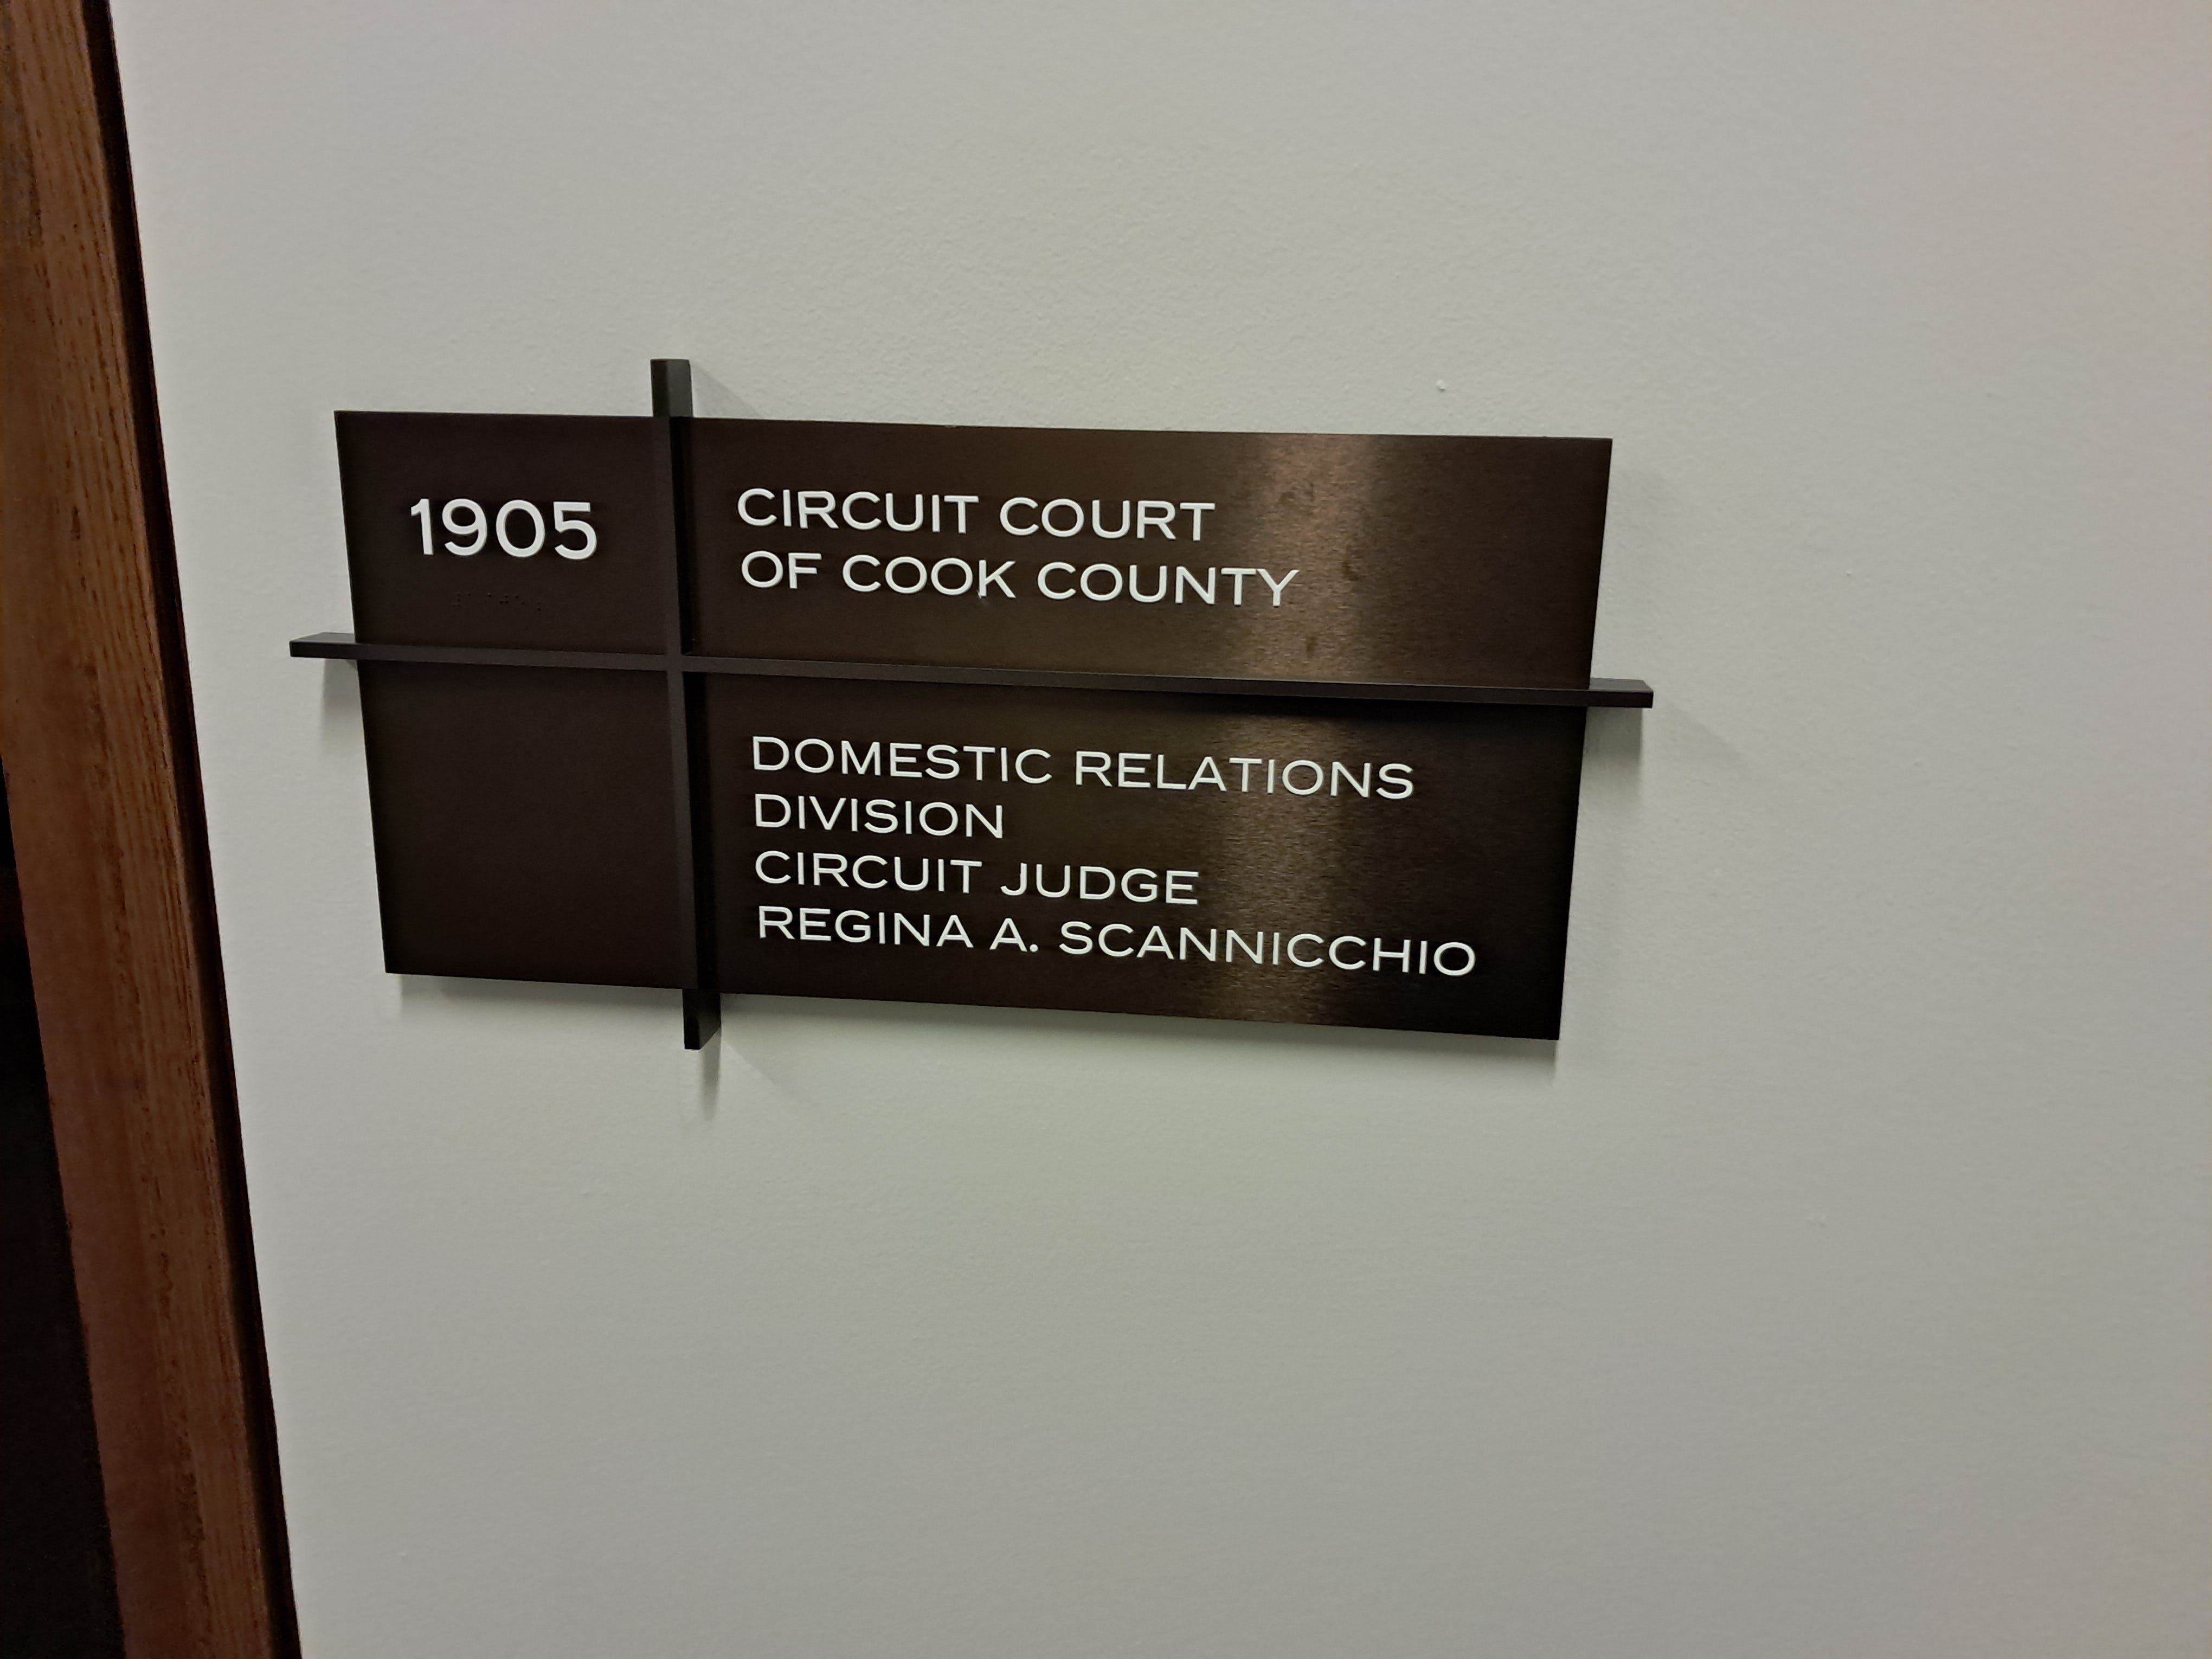 1905
CIRCUIT COURT
OF COOK COUNTY
DOMESTIC RELATIONS
DIVISION
CIRCUIT JUDGE
REGINA A. SCANNICCHIO